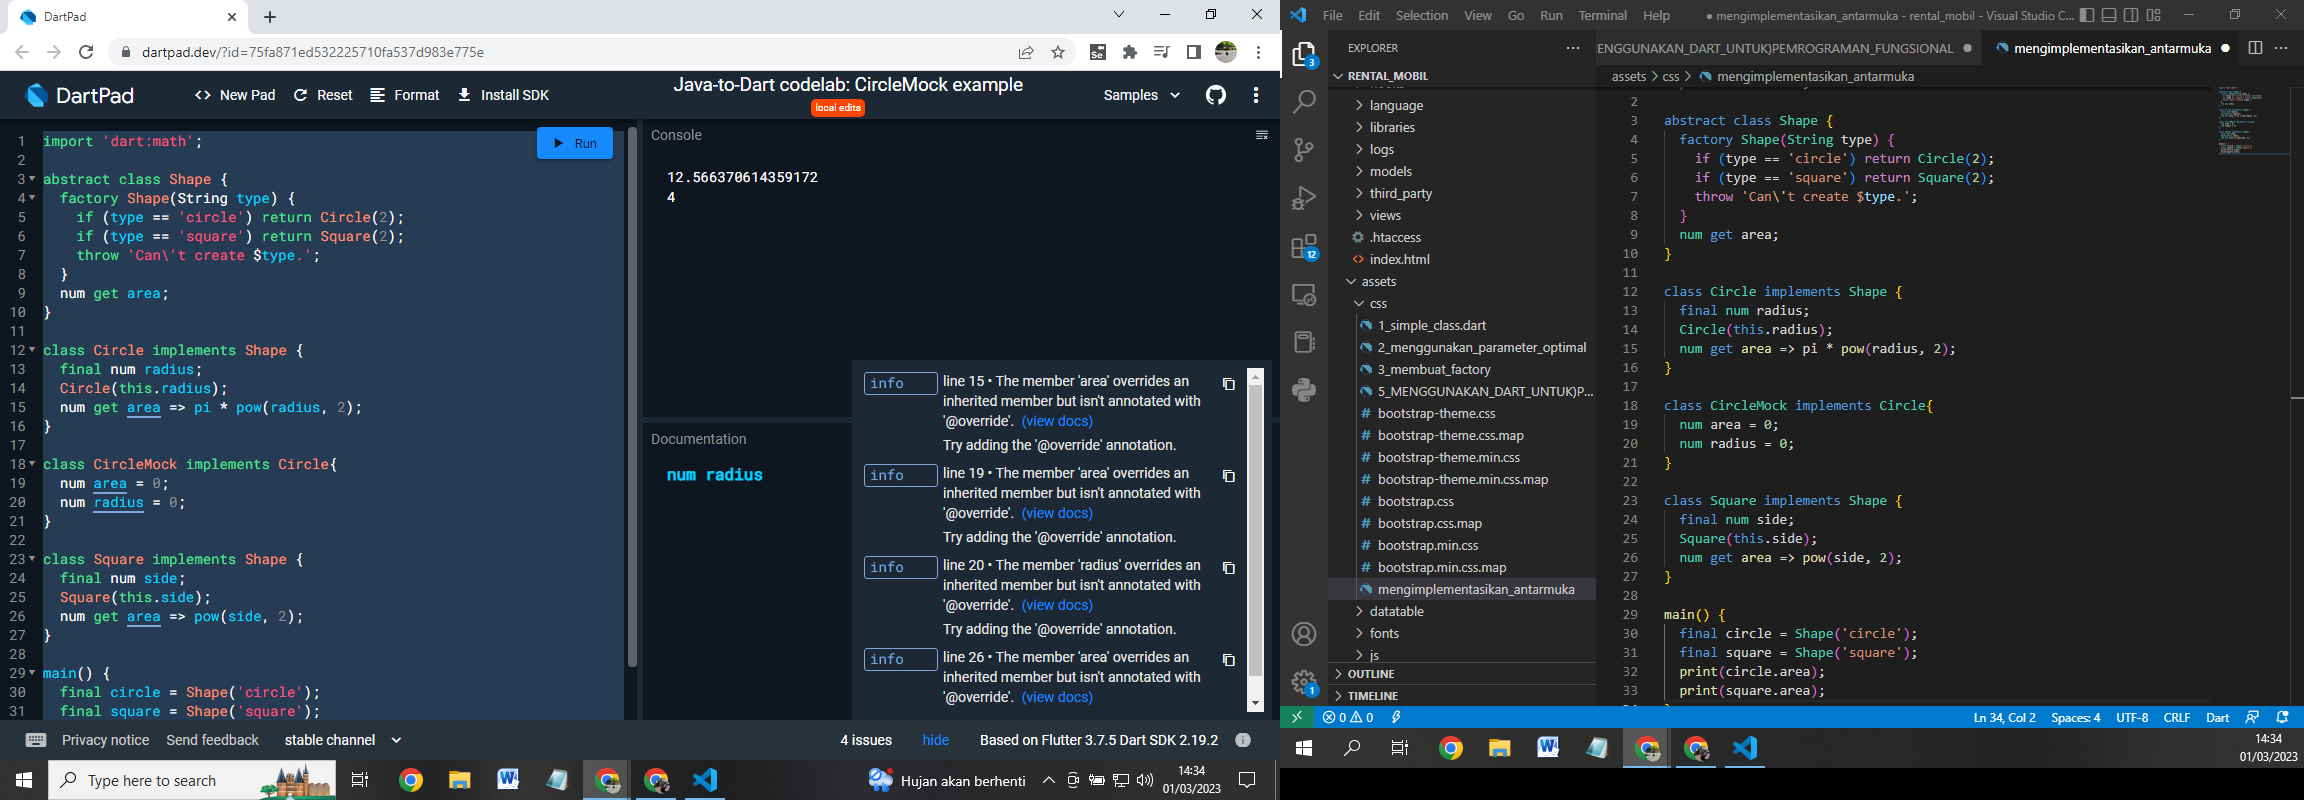 DartPad
dartpad.dev/?id=75fa871ed532225710fa537d983e775e
DartPad
<> New Pad
Reset
Format
Install SDK
Java-to-Dart codelab: CircleMock example
local edits
Samples
Run
1 import 'dart:math';
2
3 abstract class Shape {
4 factory Shape(String type) {
5 if (type == 'circle') return Circle(2);
6 if (type == 'square') return Square(2);
7 throw 'Can\'t create $type.';
8 }
9 num get area;
10 }
11
12 class Circle implements Shape {
13 final num radius;
14 Circle(this.radius);
15 num get area => pi * pow(radius, 2);
16 }
17
18 class CircleMock implements Circle{
19 num area = 0;
20 num radius = 0;
21 }
22
23 class Square implements Shape {
24 final num side;
25 Square(this.side);
26 num get area => pow(side, 2);
27 }
28
29 main() {
30 final circle = Shape('circle');
31 final square = Shape('square');
Console
12.566370614359172
4
Documentation
num radius
info line 15 • The member 'area' overrides an
inherited member but isn't annotated with
'@override'. (view docs)
Try adding the '@override' annotation.
info line 19 • The member 'area' overrides an
inherited member but isn't annotated with
'@override'. (view docs)
Try adding the '@override' annotation.
info line 20 • The member 'radius' overrides an
inherited member but isn't annotated with
'@override'. (view docs)
Try adding the '@override' annotation.
info line 26 • The member 'area' overrides an
inherited member but isn't annotated with
'@override'. (view docs)
Privacy notice
Send feedback
stable channel
4 issues
hide
Based on Flutter 3.7.5 Dart SDK 2.19.2
Type here to search
Hujan akan berhenti
14:34
01/03/2023
File Edit Selection View Go Run Terminal Help
● mengimplementasikan_antarmuka - rental_mobil - Visual Studio C...
EXPLORER
RENTAL_MOBIL
language
libraries
logs
models
third_party
views
.htaccess
index.html
assets
css
1_simple_class.dart
2_menggunakan_parameter_optimal
3_membuat_factory
5_MENGGUNAKAN_DART_UNTUK)P...
bootstrap-theme.css
bootstrap-theme.css.map
bootstrap-theme.min.css
bootstrap-theme.min.css.map
bootstrap.css
bootstrap.css.map
bootstrap.min.css
bootstrap.min.css.map
mengimplementasikan_antarmuka
datatable
fonts
js
OUTLINE
TIMELINE
3
12
1
ENGGUNAKAN_DART_UNTUK)PEMROGRAMAN_FUNGSIONAL
mengimplementasikan_antarmuka
assets > css > mengimplementasikan_antarmuka
2
3 abstract class Shape {
4 factory Shape(String type) {
5 if (type == 'circle') return Circle(2);
6 if (type == 'square') return Square(2);
7 throw 'Can\'t create $type.';
8 }
9 num get area;
10 }
11
12 class Circle implements Shape {
13 final num radius;
14 Circle(this.radius);
15 num get area => pi * pow(radius, 2);
16 }
17
18 class CircleMock implements Circle{
19 num area = 0;
20 num radius = 0;
21 }
22
23 class Square implements Shape {
24 final num side;
25 Square(this.side);
26 num get area => pow(side, 2);
27 }
28
29 main() {
30 final circle = Shape('circle');
31 final square = Shape('square');
32 print(circle.area);
33 print(square.area);
0 0
Ln 34, Col 2
Spaces: 4
UTF-8
CRLF
Dart
14:34
01/03/2023